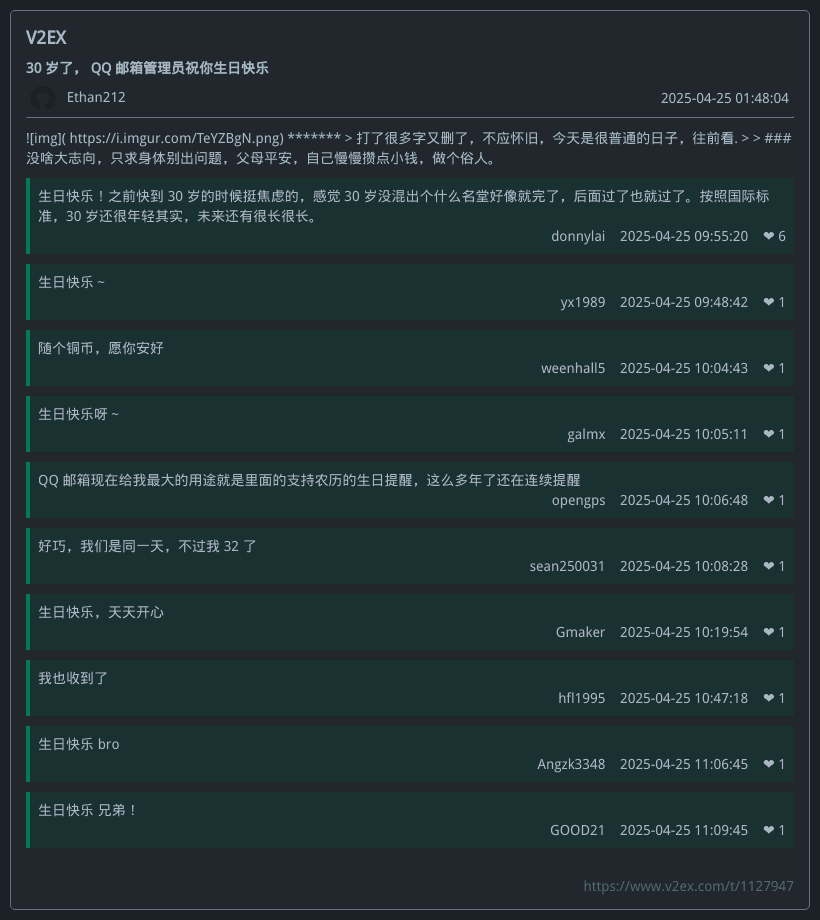 V2EX
30 岁了， QQ 邮箱管理员祝你生日快乐
Ethan212 2025-04-25 01:48:04
![img]( https://i.imgur.com/TeYZBgN.png) ******* > 打了很多字又删了，不应怀旧，今天是很普通的日子，往前看. > > ###
没啥大志向，只求身体别出问题，父母平安，自己慢慢攒点小钱，做个俗人。
生日快乐！之前快到 30 岁的时候挺焦虑的，感觉 30 岁没混出个什么名堂好像就完了，后面过了也就过了。按照国际标
准，30 岁还很年轻其实，未来还有很长很长。
donnylai 2025-04-25 09:55:20 ❤ 6
生日快乐 ~
yx1989 2025-04-25 09:48:42 ❤ 1
随个铜币，愿你安好
weenhall5 2025-04-25 10:04:43 ❤ 1
生日快乐呀 ~
galmx 2025-04-25 10:05:11 ❤ 1
QQ 邮箱现在给我最大的用途就是里面的支持农历的生日提醒，这么多年了还在连续提醒
opengps 2025-04-25 10:06:48 ❤ 1
好巧，我们是同一天，不过我 32 了
sean250031 2025-04-25 10:08:28 ❤ 1
生日快乐，天天开心
Gmaker 2025-04-25 10:19:54 ❤ 1
我也收到了
hfl1995 2025-04-25 10:47:18 ❤ 1
生日快乐 bro
Angzk3348 2025-04-25 11:06:45 ❤ 1
生日快乐 兄弟！
GOOD21 2025-04-25 11:09:45 ❤ 1
https://www.v2ex.com/t/1127947